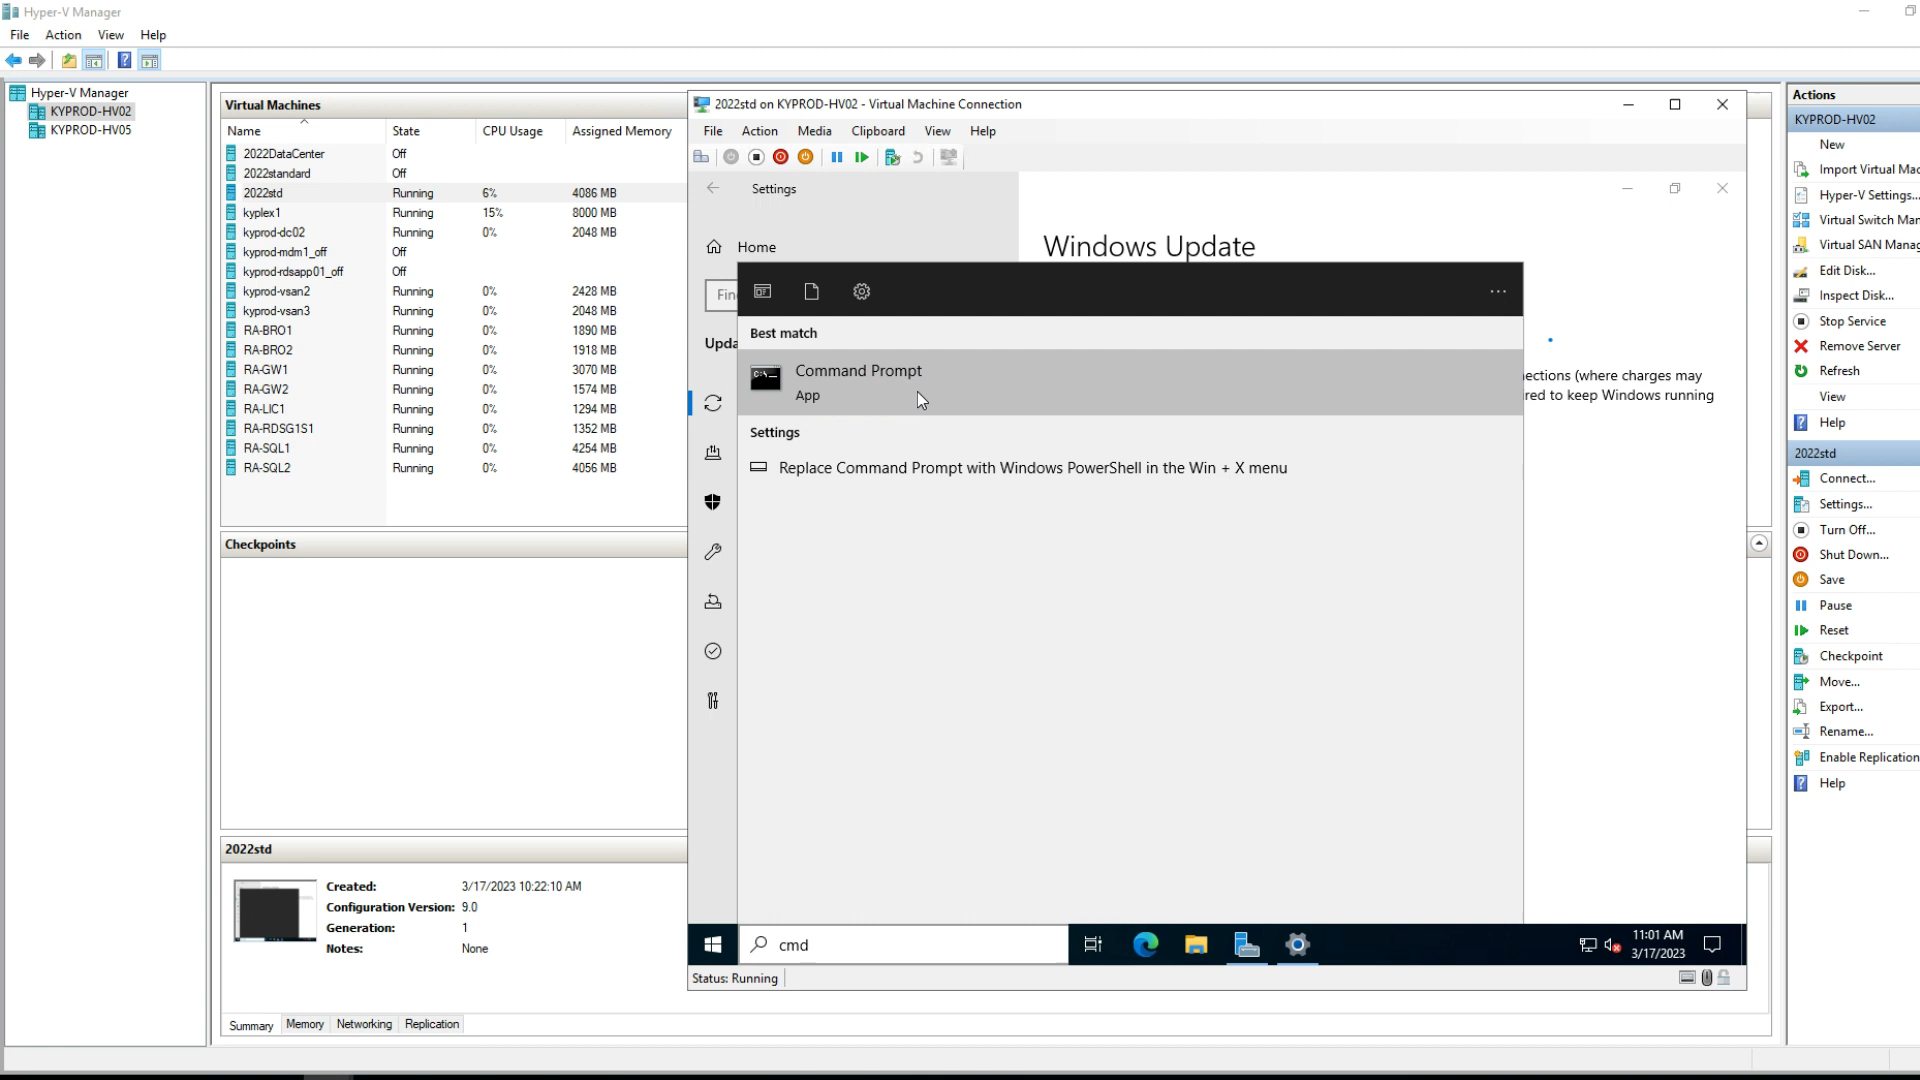 Hyper-V Manager
File Action View Help
Hyper-V Manager
KYPROD-HV02
KYPROD-HV05
Virtual Machines
Name State CPU Usage Assigned Memory
2022DataCenter Off
2022standard Off
2022std Running 6% 4086 MB
kyplex1 Running 15% 8000 MB
kyprod-dc02 Running 0% 2048 MB
kyprod-mdm1_off Off
kyprod-rdsapp01_off Off
kyprod-vsan2 Running 0% 2428 MB
kyprod-vsan3 Running 0% 2048 MB
RA-BRO1 Running 0% 1890 MB
RA-BRO2 Running 0% 1918 MB
RA-GW1 Running 0% 3070 MB
RA-GW2 Running 0% 1574 MB
RA-LIC1 Running 0% 1294 MB
RA-RDSG1S1 Running 0% 1352 MB
RA-SQL1 Running 0% 4254 MB
RA-SQL2 Running 0% 4056 MB
Checkpoints
2022std
Created: 3/17/2023 10:22:10 AM
Configuration Version: 9.0
Generation: 1
Notes: None
Summary Memory Networking Replication
2022std on KYPROD-HV02 - Virtual Machine Connection
File Action Media Clipboard View Help
Settings
Home
Fin
Upda
Windows Update
ections (where charges may
red to keep Windows running
Best match
Command Prompt
App
Settings
Replace Command Prompt with Windows PowerShell in the Win + X menu
cmd
11:01 AM
3/17/2023
Status: Running
Actions
KYPROD-HV02
New
Import Virtual Mac
Hyper-V Settings...
Virtual Switch Man
Virtual SAN Manag
Edit Disk...
Inspect Disk...
Stop Service
Remove Server
Refresh
View
Help
2022std
Connect...
Settings...
Turn Off...
Shut Down...
Save
Pause
Reset
Checkpoint
Move...
Export...
Rename...
Enable Replication
Help